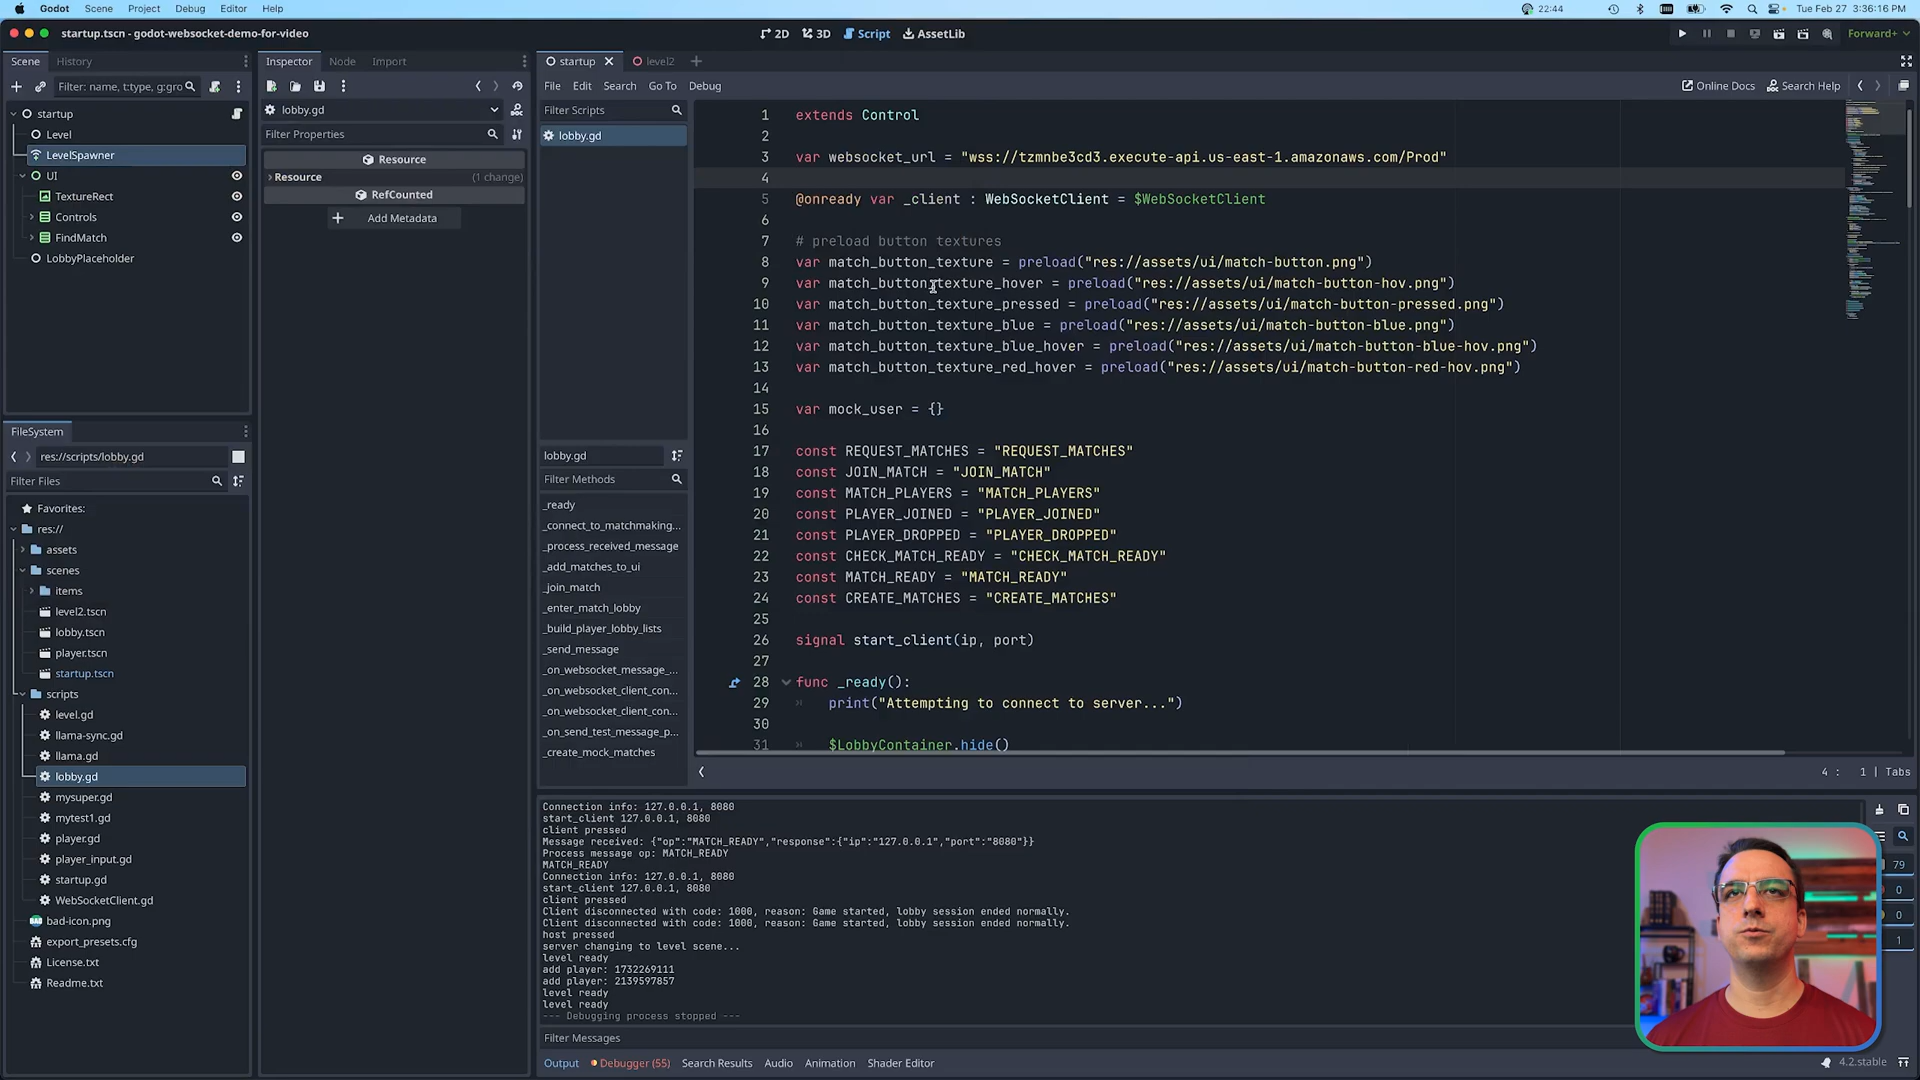 Godot Scene Project Debug Editor Help
22:44
Tue Feb 27 3:36:16 PM
startup.tscn - godot-websocket-demo-for-video
2D 3D Script AssetLib
Forward+
Scene History
Filter: name, t:type, g:gro
startup
Level
LevelSpawner
UI
TextureRect
Controls
FindMatch
LobbyPlaceholder
FileSystem
res://scripts/lobby.gd
Filter Files
Favorites:
res://
assets
scenes
items
level2.tscn
lobby.tscn
player.tscn
startup.tscn
scripts
level.gd
llama-sync.gd
llama.gd
lobby.gd
mysuper.gd
mytest1.gd
player.gd
player_input.gd
startup.gd
WebSocketClient.gd
bad-icon.png
export_presets.cfg
License.txt
Readme.txt
Inspector Node Import
lobby.gd
Filter Properties
Resource
Resource (1 change)
RefCounted
Add Metadata
startup level2
File Edit Search Go To Debug
Online Docs Search Help
Filter Scripts
lobby.gd
lobby.gd
Filter Methods
_ready
_connect_to_matchmaking...
_process_received_message
_add_matches_to_ui
_join_match
_enter_match_lobby
_build_player_lobby_lists
_send_message
_on_websocket_message_...
_on_websocket_client_con...
_on_websocket_client_con...
_on_send_test_message_p...
_create_mock_matches
1 extends Control
2
3 var websocket_url = "wss://tzmnbe3cd3.execute-api.us-east-1.amazonaws.com/Prod"
4
5 @onready var _client : WebSocketClient = $WebSocketClient
6
7 # preload button textures
8 var match_button_texture = preload("res://assets/ui/match-button.png")
9 var match_button_texture_hover = preload("res://assets/ui/match-button-hov.png")
10 var match_button_texture_pressed = preload("res://assets/ui/match-button-pressed.png")
11 var match_button_texture_blue = preload("res://assets/ui/match-button-blue.png")
12 var match_button_texture_blue_hover = preload("res://assets/ui/match-button-blue-hov.png")
13 var match_button_texture_red_hover = preload("res://assets/ui/match-button-red-hov.png")
14
15 var mock_user = {}
16
17 const REQUEST_MATCHES = "REQUEST_MATCHES"
18 const JOIN_MATCH = "JOIN_MATCH"
19 const MATCH_PLAYERS = "MATCH_PLAYERS"
20 const PLAYER_JOINED = "PLAYER_JOINED"
21 const PLAYER_DROPPED = "PLAYER_DROPPED"
22 const CHECK_MATCH_READY = "CHECK_MATCH_READY"
23 const MATCH_READY = "MATCH_READY"
24 const CREATE_MATCHES = "CREATE_MATCHES"
25
26 signal start_client(ip, port)
27
28 func _ready():
29 print("Attempting to connect to server...")
30
31 $LobbyContainer.hide()
4 : 1 | Tabs
Connection info: 127.0.0.1, 8080
start_client 127.0.0.1, 8080
client pressed
Message received: {"op":"MATCH_READY","response":{"ip":"127.0.0.1","port":"8080"}}
Process message op: MATCH_READY
MATCH_READY
Connection info: 127.0.0.1, 8080
start_client 127.0.0.1, 8080
client pressed
Client disconnected with code: 1000, reason: Game started, lobby session ended normally.
Client disconnected with code: 1000, reason: Game started, lobby session ended normally.
host pressed
server changing to level scene...
level ready
add player: 1732269111
add player: 2139597857
level ready
level ready
--- Debugging process stopped ---
79
0
0
1
Filter Messages
Output Debugger (55) Search Results Audio Animation Shader Editor
4.2.stable